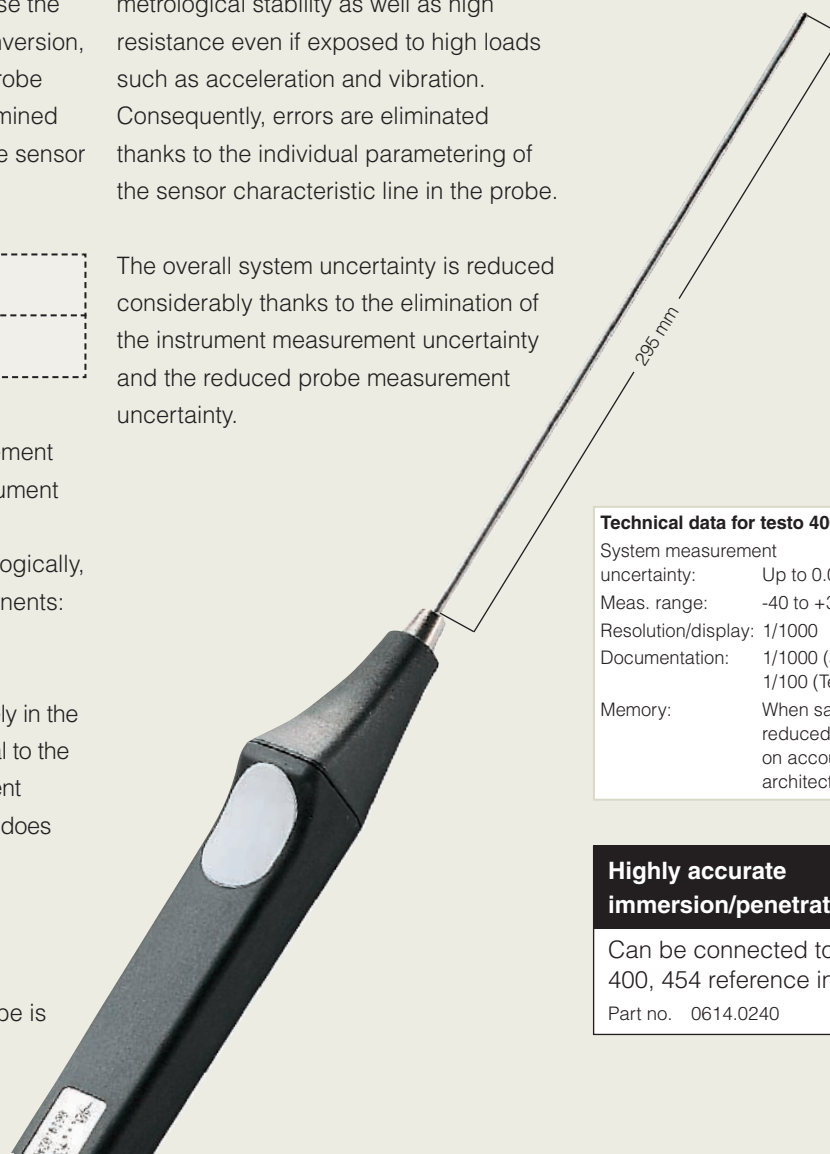 se the
version,
robe
mined
e sensor
ement
ument
ogically,
nents:
ly in the
al to the
ent
does
be is
metrological stability as well as high
resistance even if exposed to high loads
such as acceleration and vibration.
Consequently, errors are eliminated
thanks to the individual parametering of
the sensor characteristic line in the probe.
The overall system uncertainty is reduced
considerably thanks to the elimination of
the instrument measurement uncertainty
and the reduced probe measurement
uncertainty.
295 mm
Technical data for testo 40
System measurement
uncertainty: Up to 0.0
Meas. range: -40 to +3
Resolution/display: 1/1000
Documentation: 1/1000 (
1/100 (Te
Memory: When sa
reduced
on accou
architect
Highly accurate
immersion/penetrat
Can be connected to
400, 454 reference in
Part no. 0614.0240